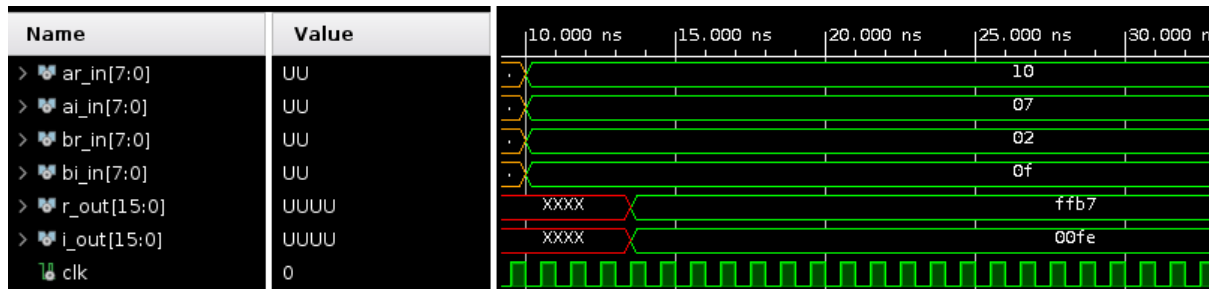 Name Value 10.000 ns 15.000 ns 20.000 ns 25.000 ns 30.000 n
> ar_in[7:0] UU 10
> ai_in[7:0] UU 07
> br_in[7:0] UU 02
> bi_in[7:0] UU 0f
> r_out[15:0] UUUU XXXX ffb7
> i_out[15:0] UUUU XXXX 00fe
clk 0